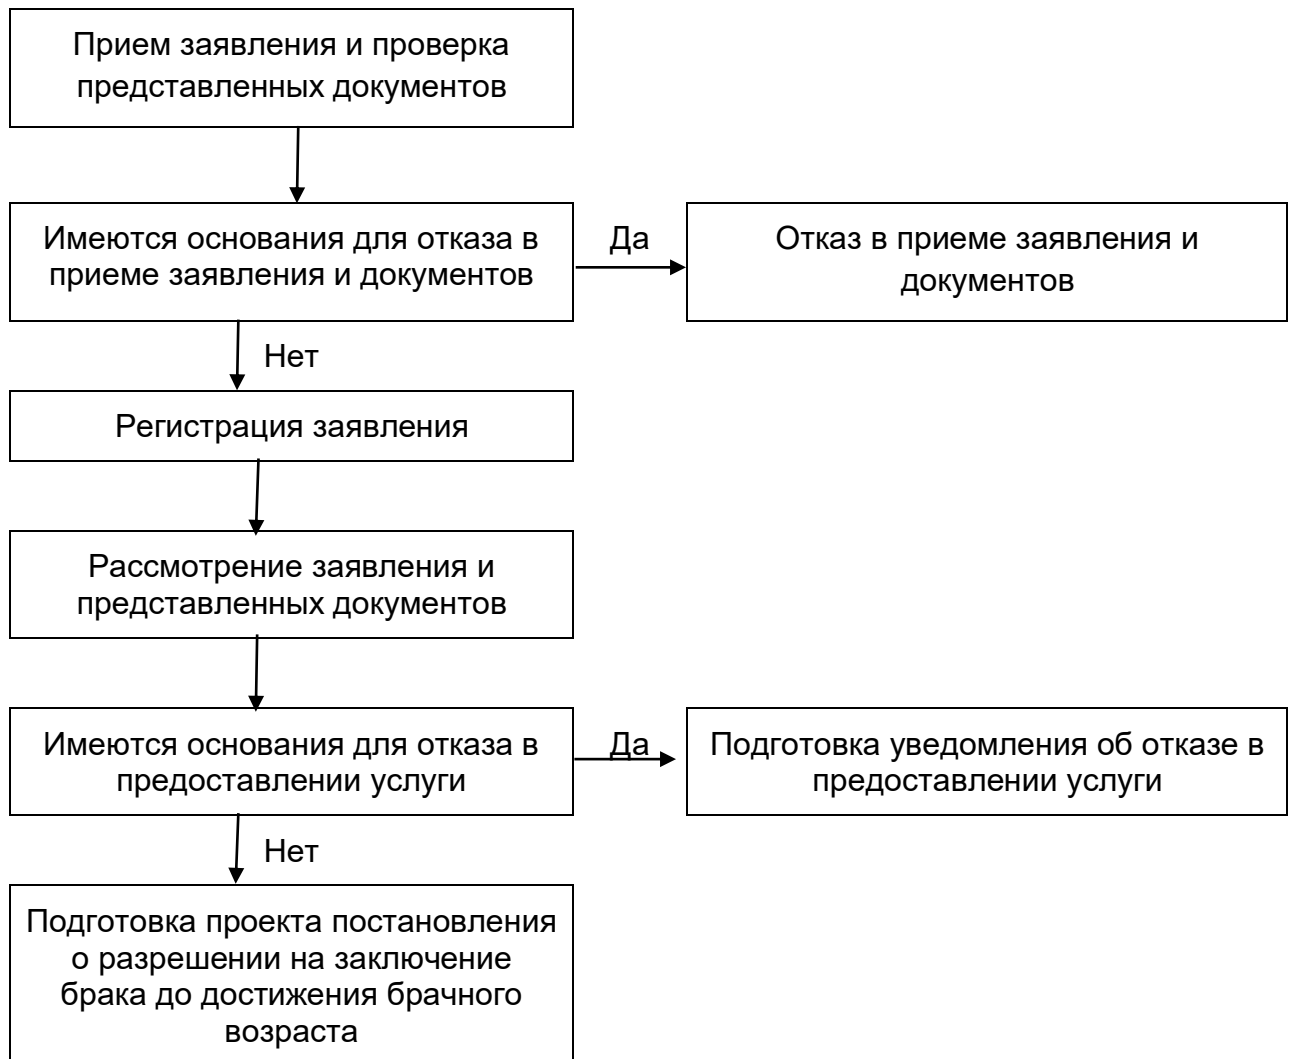 Прием заявления и проверка
представленных документов
Имеются основания для отказа в
приеме заявления и документов
Да
Отказ в приеме заявления и
документов
Нет
Регистрация заявления
Рассмотрение заявления и
представленных документов
Имеются основания для отказа в
предоставлении услуги
Да
Подготовка уведомления об отказе в
предоставлении услуги
Нет
Подготовка проекта постановления
о разрешении на заключение
брака до достижения брачного
возраста